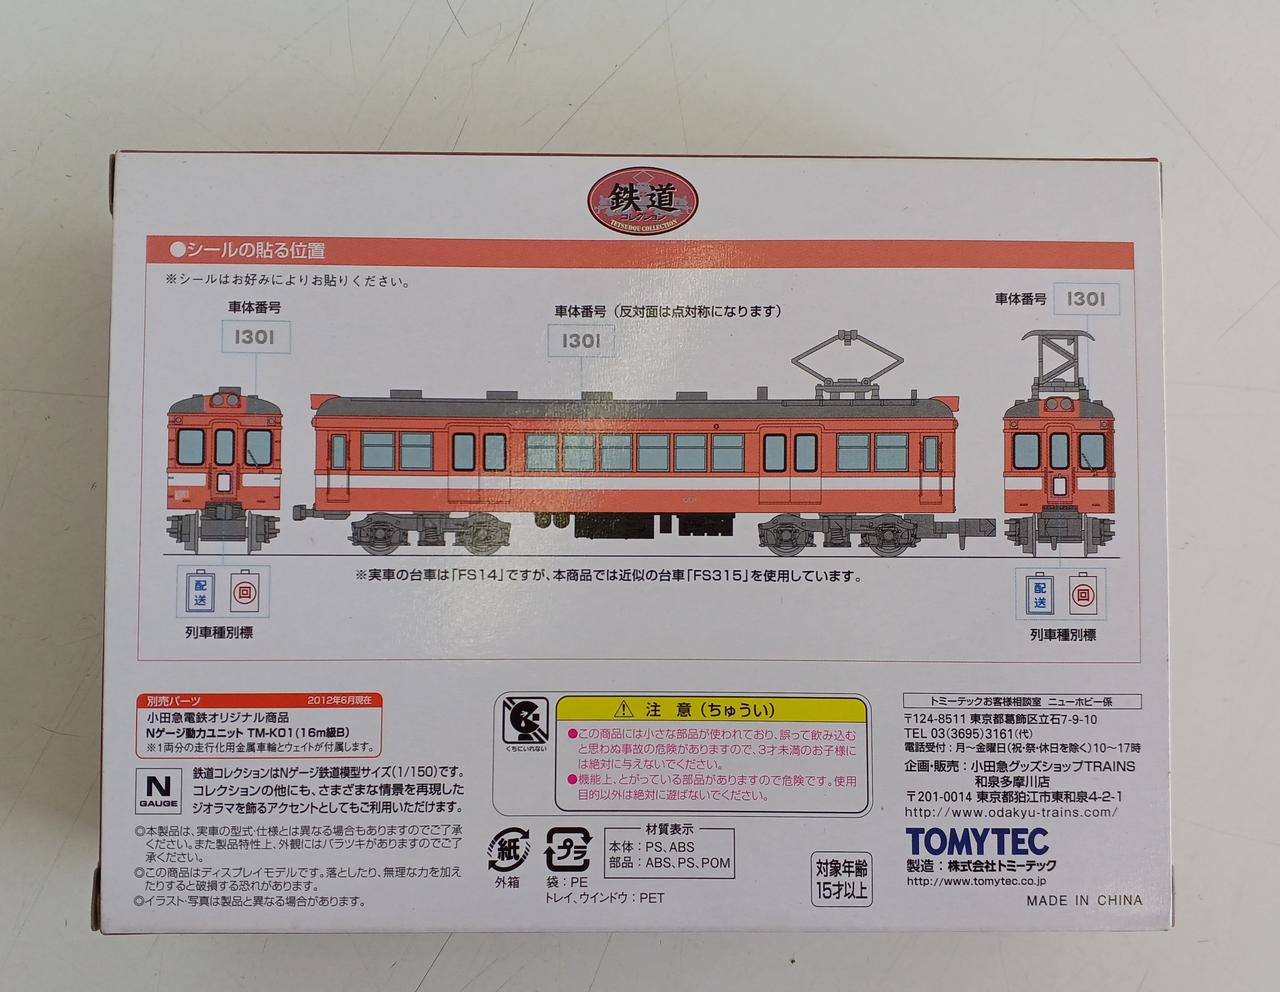 鉄道
コレクション
TETSUDOU COLLECTION
●シールの貼る位置
※シールはお好みによりお貼りください。
車体番号
1301
車体番号（反対面は点対称になります）
1301
車体番号 1301
※実車の台車は「FS14」ですが、本商品では近似の台車「FS315」を使用しています。
配送 回
列車種別標
配送 回
列車種別標
別売パーツ 2012年6月現在
小田急電鉄オリジナル商品
Nゲージ動力ユニット TM-K01(16m級B)
※1両分の走行化用金属車輪とウェイトが付属します。
N
GAUGE
鉄道コレクションはNゲージ鉄道模型サイズ(1/150)です。
コレクションの他にも、さまざまな情景を再現した
ジオラマを飾るアクセントとしてもご利用いただけます。
◎本製品は、実車の型式・仕様とは異なる場合もありますのでご了承
ください。また製品特性上、外観にはバラツキがありますのでご了
承ください。
◎この商品はディスプレイモデルです。落としたり、無理な力を加え
たりすると破損する恐れがあります。
◎イラスト・写真は製品と異なる場合があります。
くちにいれない
注 意（ちゅうい）
●この商品には小さな部品が使われており、誤って飲み込む
と思わぬ事故の危険がありますので、3才未満のお子様に
は絶対に与えないでください。
●機能上、とがっている部品がありますので危険です。使用
目的以外は絶対に遊ばないでください。
紙
外箱
プラ
袋：PE
トレイ、ウインドウ：PET
材質表示
本体：PS、ABS
部品：ABS、PS、POM
対象年齢
15才以上
トミーテックお客様相談室 ニューホビー係
〒124-8511 東京都葛飾区立石7-9-10
TEL 03(3695)3161(代)
電話受付：月～金曜日(祝・祭・休日を除く)10～17時
企画・販売：小田急グッズショップTRAINS
和泉多摩川店
〒201-0014 東京都狛江市東和泉4-2-1
http://www.odakyu-trains.com/
TOMYTEC
製造：株式会社トミーテック
http://www.tomytec.co.jp
MADE IN CHINA